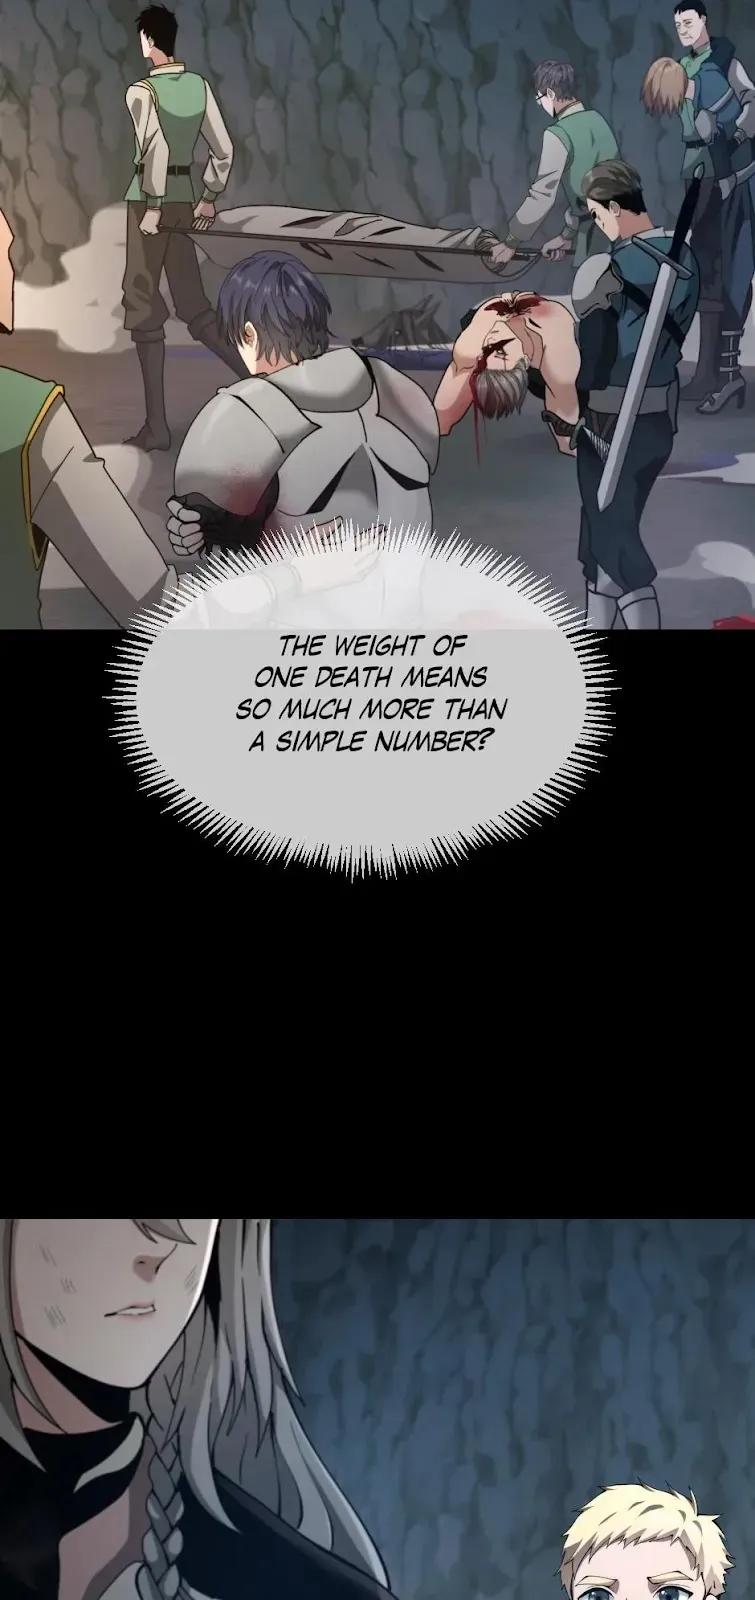 THE WEIGHT OF
ONE DEATH MEANS
SO MUCH MORE THAN
A SIMPLE NUMBER?